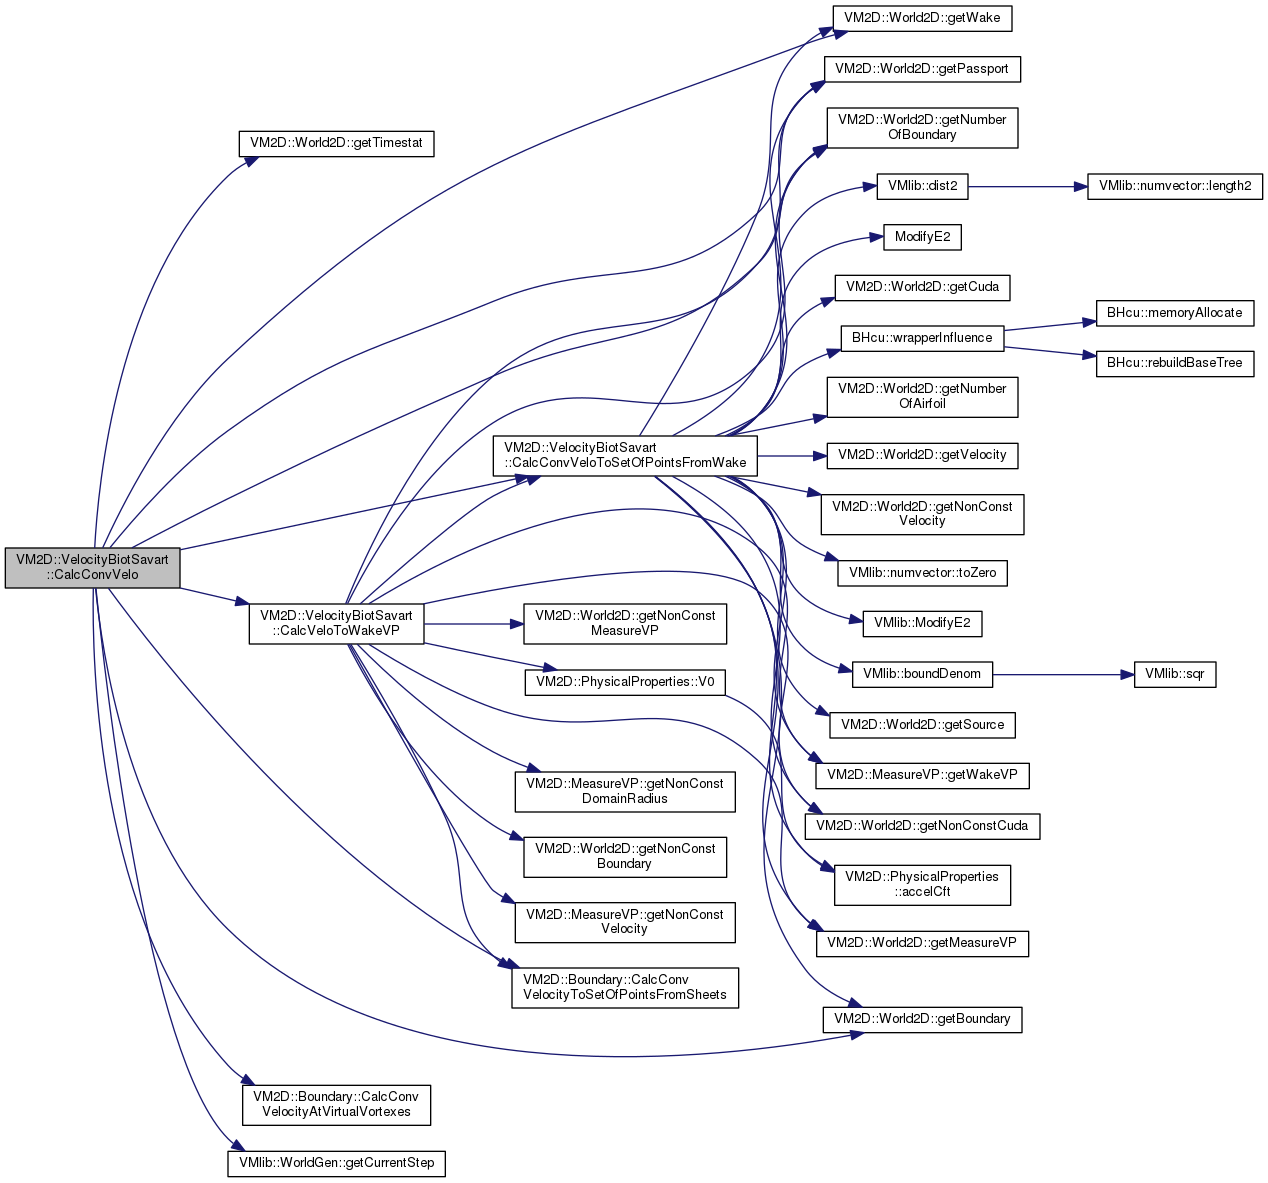 VM2D::World2D::getWake
VM2D::World2D::getPassport
VM2D::World2D::getNumber
OfBoundary
VM2D::World2D::getTimestat
VMlib::dist2
VMlib::numvector::length2
ModifyE2
VM2D::World2D::getCuda
BHcu::memoryAllocate
BHcu::wrapperInfluence
BHcu::rebuildBaseTree
VM2D::World2D::getNumber
OfAirfoil
VM2D::VelocityBiotSavart
::CalcConvVeloToSetOfPointsFromWake
VM2D::World2D::getVelocity
VM2D::World2D::getNonConst
Velocity
VM2D::VelocityBiotSavart
::CalcConvVelo
VMlib::numvector::toZero
VM2D::VelocityBiotSavart
::CalcVeloToWakeVP
VM2D::World2D::getNonConst
MeasureVP
VMlib::ModifyE2
VM2D::PhysicalProperties::V0
VMlib::boundDenom
VMlib::sqr
VM2D::World2D::getSource
VM2D::MeasureVP::getNonConst
DomainRadius
VM2D::MeasureVP::getWakeVP
VM2D::World2D::getNonConstCuda
VM2D::World2D::getNonConst
Boundary
VM2D::PhysicalProperties
::accelCft
VM2D::MeasureVP::getNonConst
Velocity
VM2D::World2D::getMeasureVP
VM2D::Boundary::CalcConv
VelocityToSetOfPointsFromSheets
VM2D::World2D::getBoundary
VM2D::Boundary::CalcConv
VelocityAtVirtualVortexes
VMlib::WorldGen::getCurrentStep